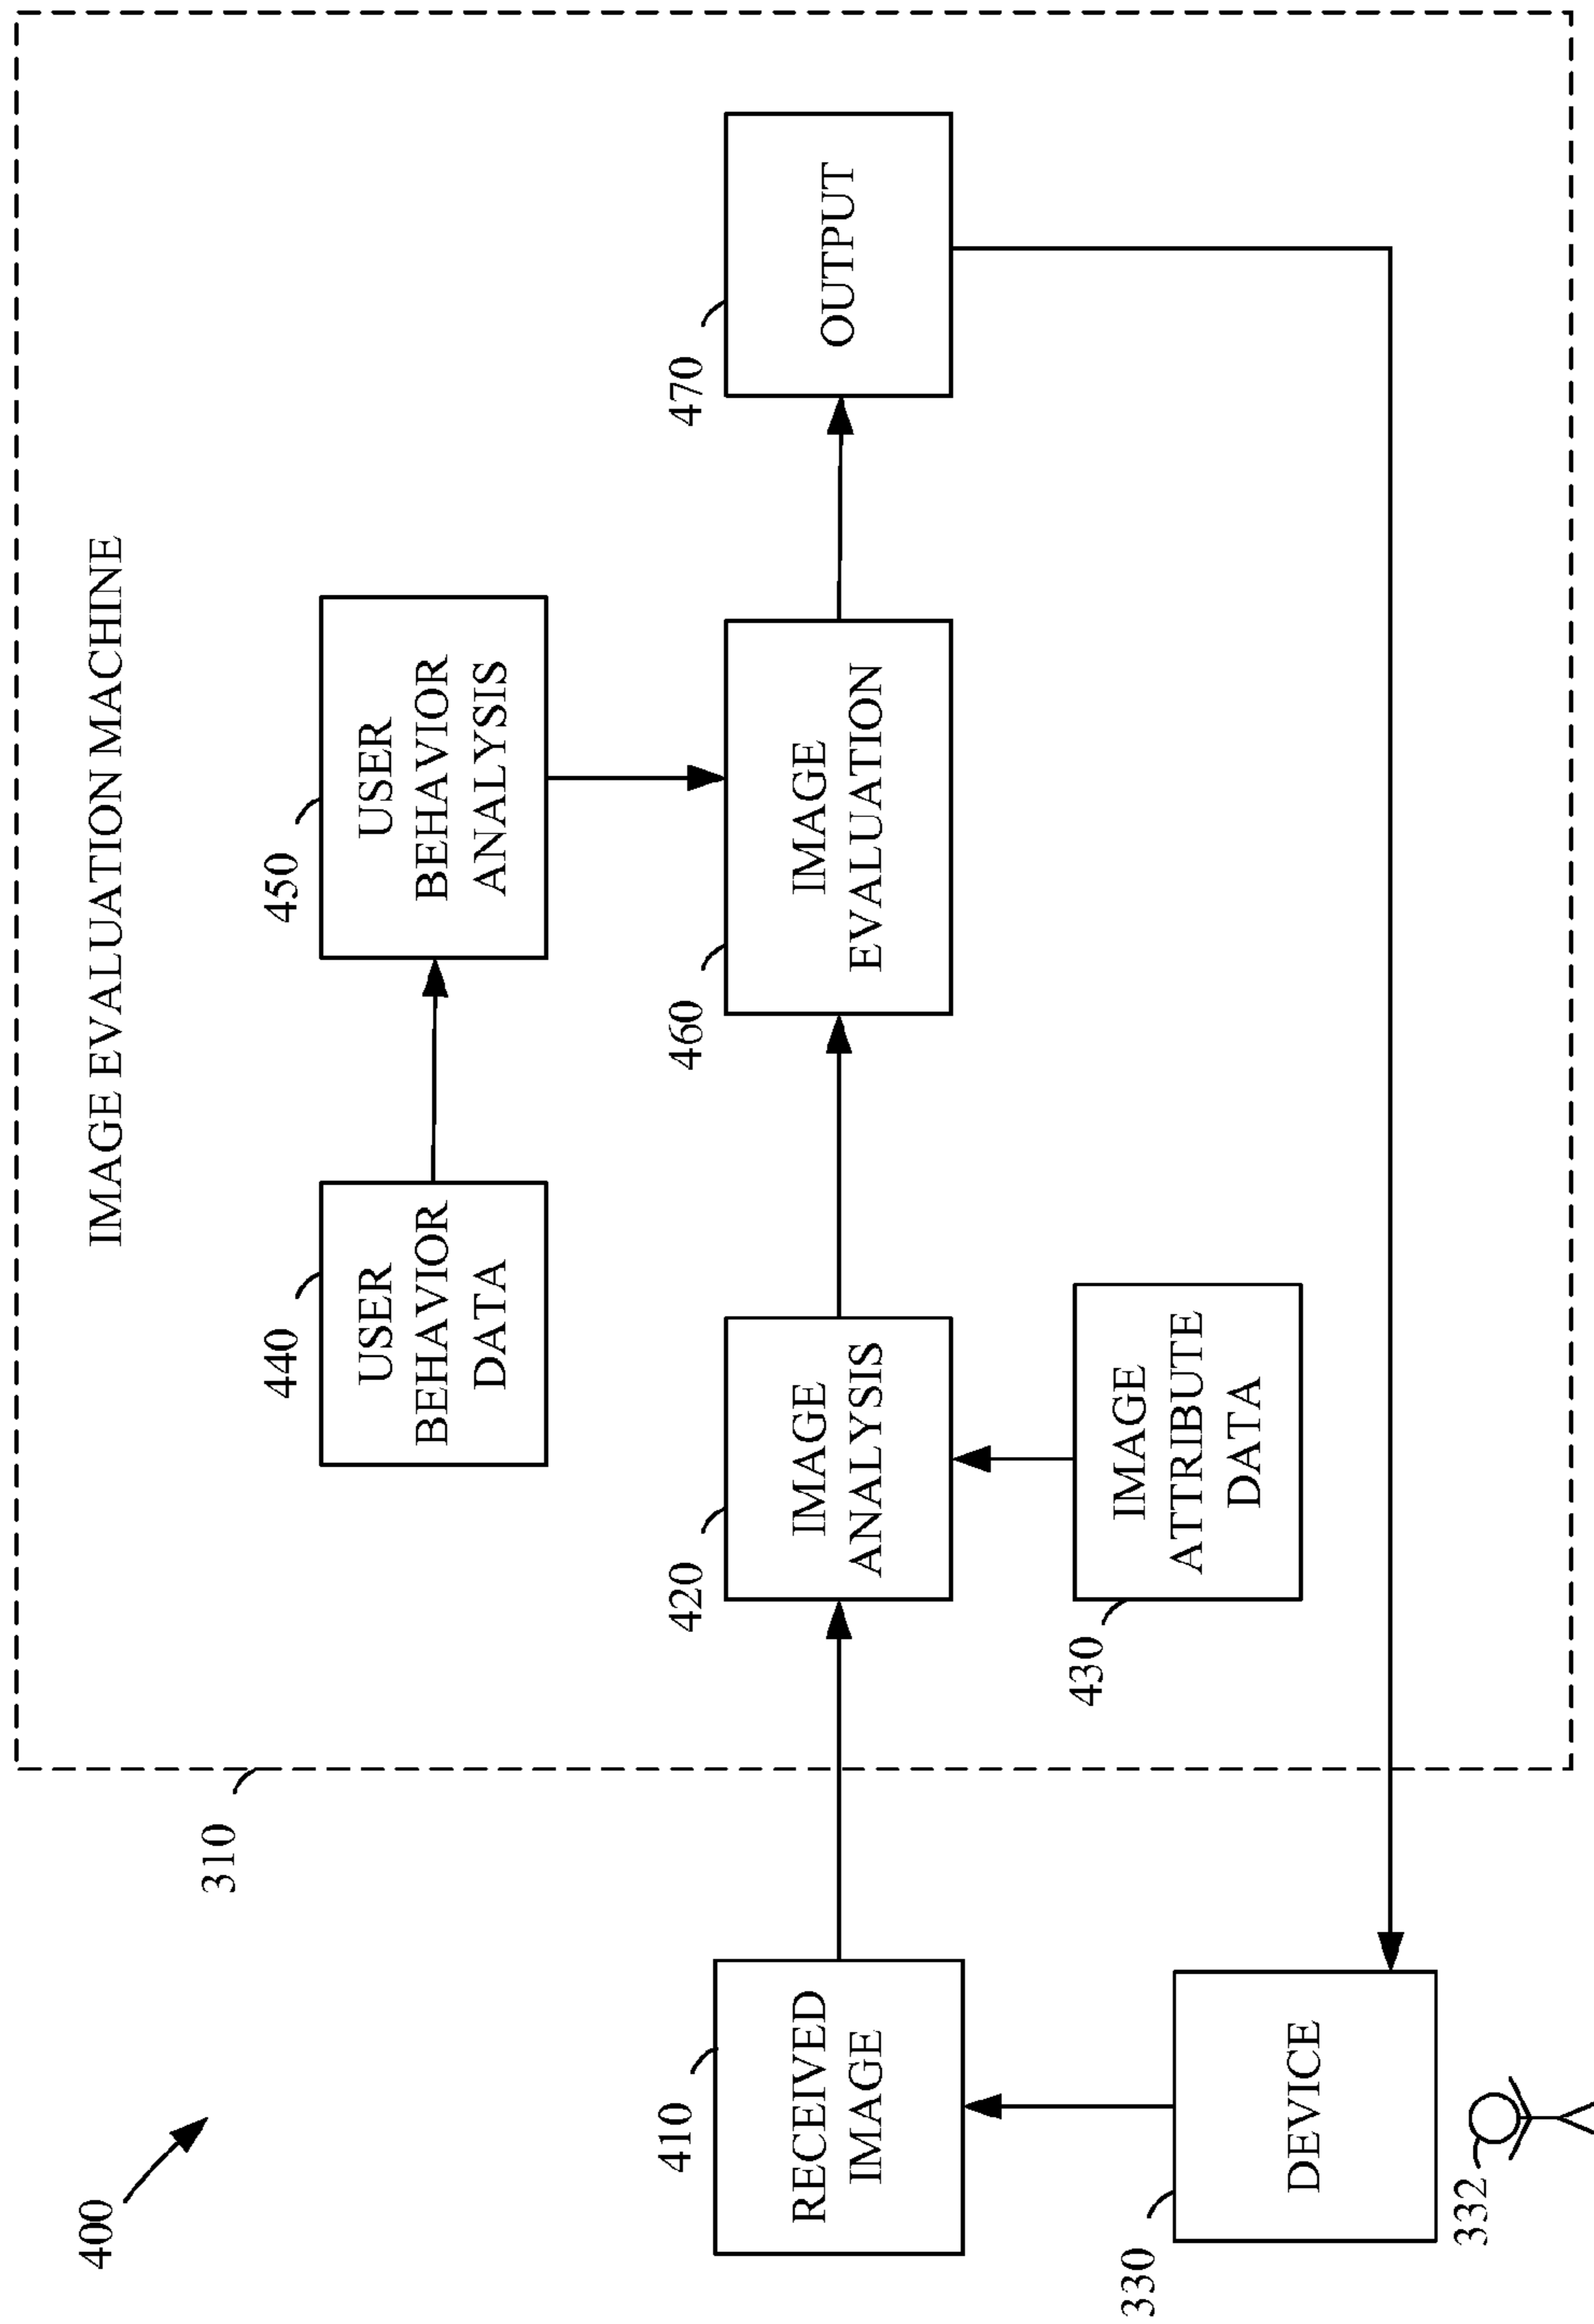 400
310
IMAGE EVALUATION MACHINE
440
USER
BEHAVIOR
DATA
450
USER
BEHAVIOR
ANALYSIS
410
RECEIVED
IMAGE
420
IMAGE
ANALYSIS
460
IMAGE
EVALUATION
470
OUTPUT
430
IMAGE
ATTRIBUTE
DATA
330
DEVICE
332